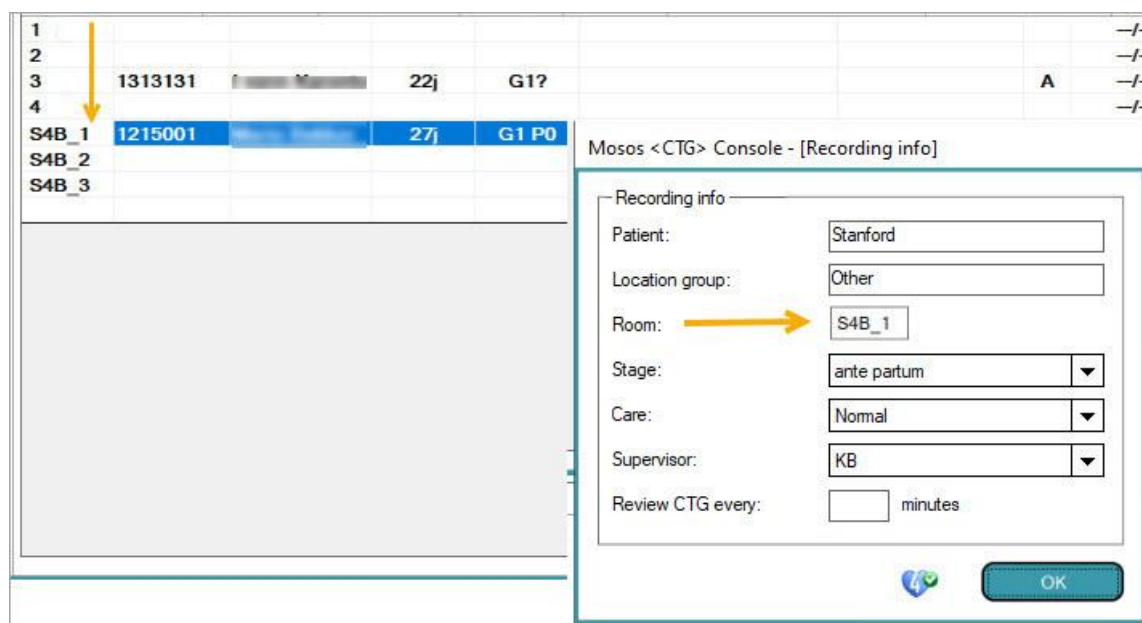 1 —/-
2 —/-
3 1313131 22j G1? A —/-
4 —/-
S4B_1 1215001 27j G1 P0
S4B_2
S4B_3
Mosos <CTG> Console - [Recording info]
Recording info
Patient: Stanford
Location group: Other
Room: S4B_1
Stage: ante partum
Care: Normal
Supervisor: KB
Review CTG every: minutes
OK